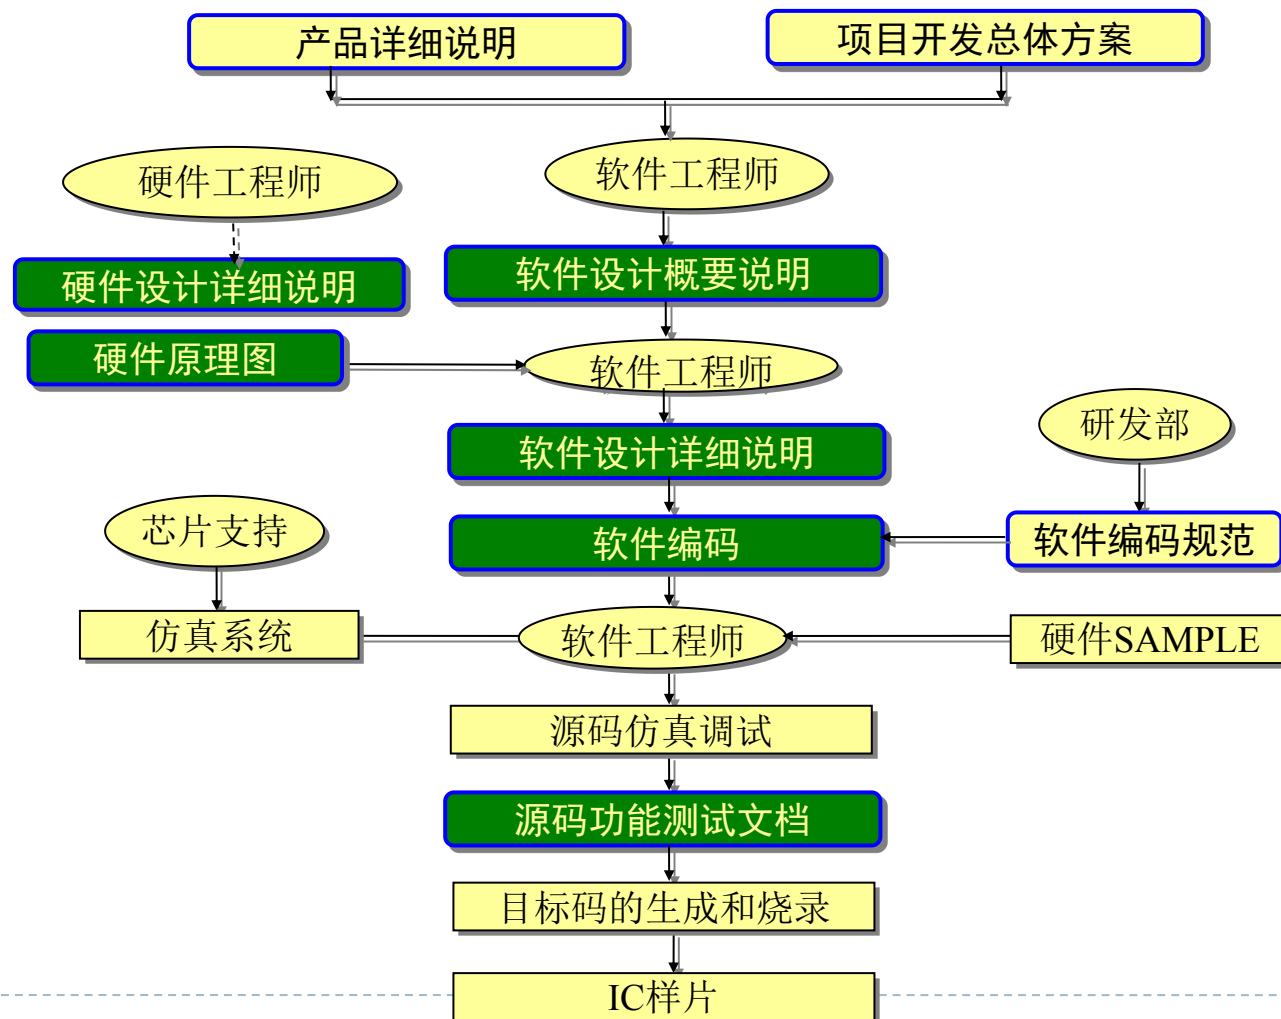 产品详细说明
项目开发总体方案
硬件工程师
软件工程师
硬件设计详细说明
软件设计概要说明
硬件原理图
软件工程师
软件设计详细说明
研发部
芯片支持
软件编码
软件编码规范
仿真系统
软件工程师
硬件SAMPLE
源码仿真调试
源码功能测试文档
目标码的生成和烧录
IC样片